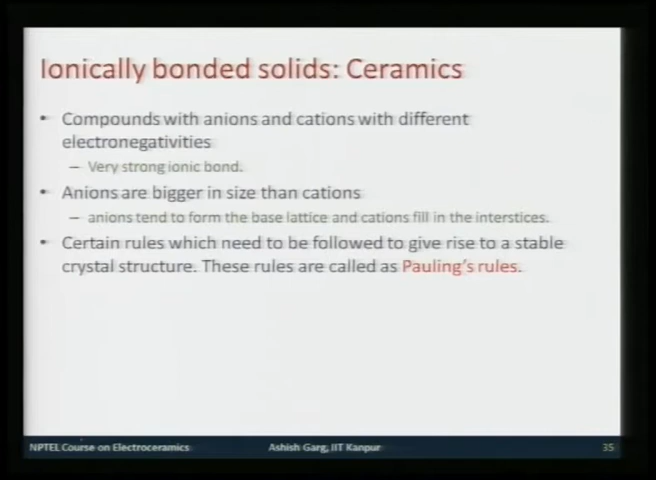 Ionically bonded solids: Ceramics
• Compounds with anions and cations with different
electronegativities
– Very strong ionic bond.
• Anions are bigger in size than cations
– anions tend to form the base lattice and cations fill in the interstices.
• Certain rules which need to be followed to give rise to a stable
crystal structure. These rules are called as Pauling's rules.
NPTEL Course on Electroceramics Ashish Garg, IIT Kanpur 35